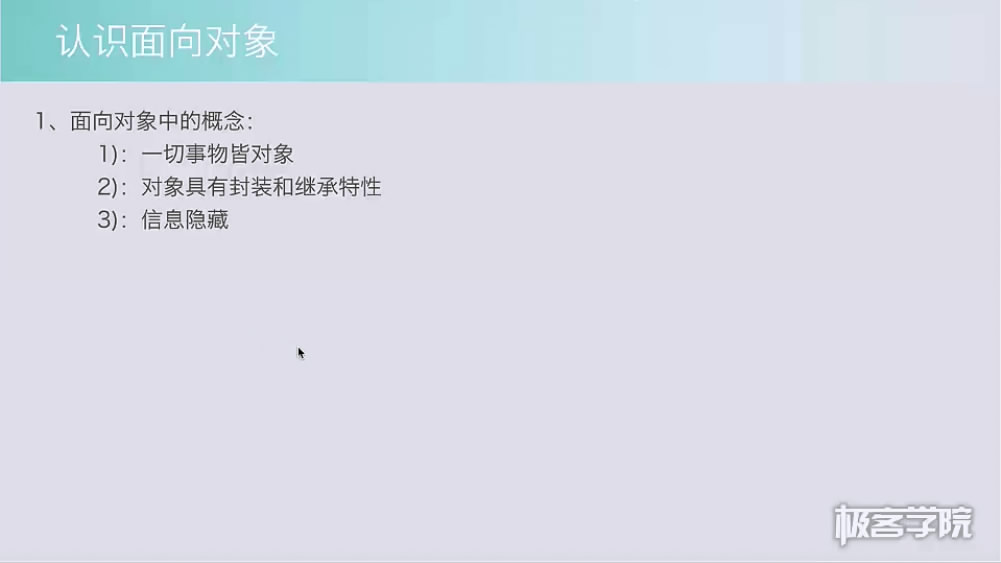 认识面向对象
1、面向对象中的概念：
1）：一切事物皆对象
2）：对象具有封装和继承特性
3）：信息隐藏
极客学院